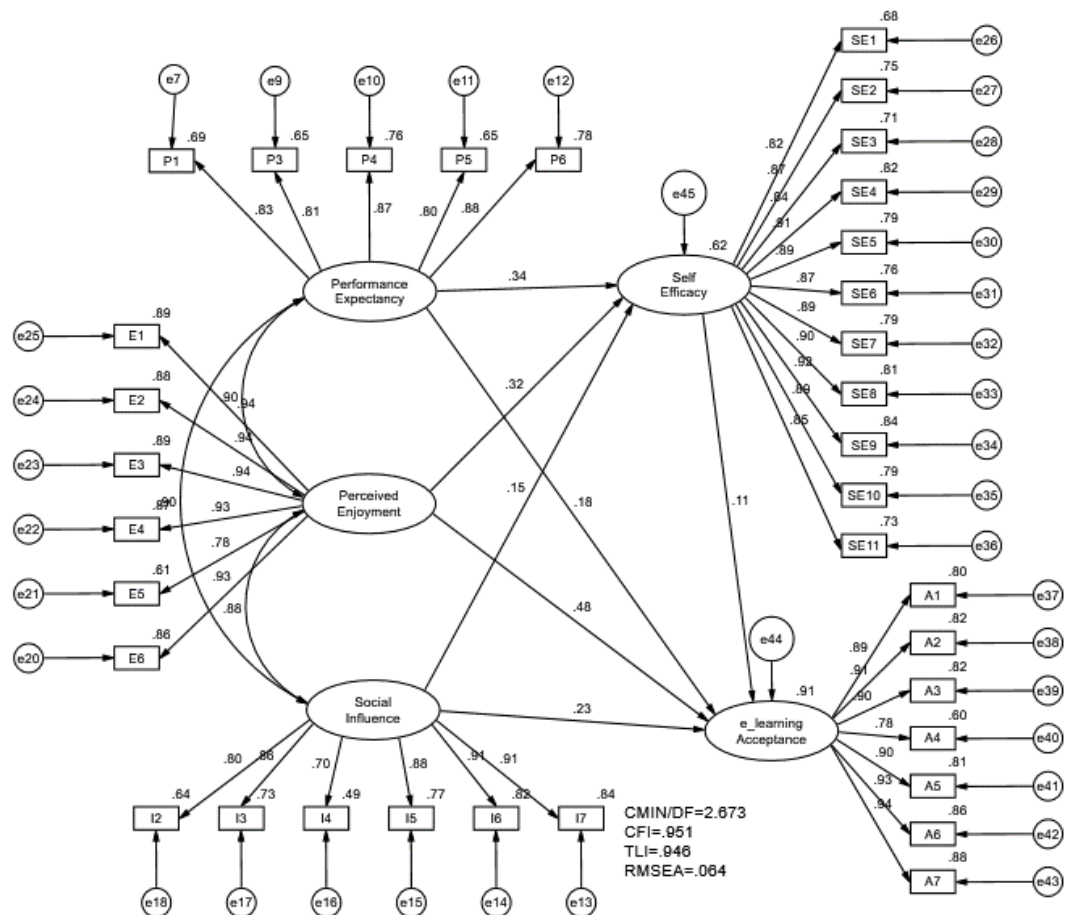 .68
SE1
e26
e7
e9
e10
e11
e12
.75
SE2
e27
.69
.65
.76
.65
.78
.71
SE3
e28
P1
P3
P4
P5
P6
.82
.87
.84
.91
.89
.82
SE4
e29
e45
.83
.81
.87
.80
.88
.62
.79
SE5
e30
Performance
Expectancy
.34
Self
Efficacy
.87
.76
SE6
e31
.89
.79
SE7
e32
e25
E1
.89
.90
.81
SE8
e33
.88
e24
E2
.32
.92
.89
.85
.84
SE9
e34
.90
.94
.94
.89
e23
E3
.94
.79
SE10
e35
Perceived
Enjoyment
.15
.18
.11
.90
.87
e22
E4
.93
.73
SE11
e36
.78
.61
e21
E5
.93
.88
.48
.80
A1
e37
.86
e20
E6
e44
.89
.91
.90
.82
A2
e38
.82
A3
e39
Social
Influence
.23
.91
e_learning
Acceptance
.78
.60
A4
e40
.90
.81
A5
e41
.80
.86
.70
.88
.91
.91
.93
.94
.64
.73
.49
.77
.82
.84
I2
I3
I4
I5
I6
I7
CMIN/DF=2.673
CFI=.951
TLI=.946
RMSEA=.064
.86
A6
e42
.88
A7
e43
e18
e17
e16
e15
e14
e13